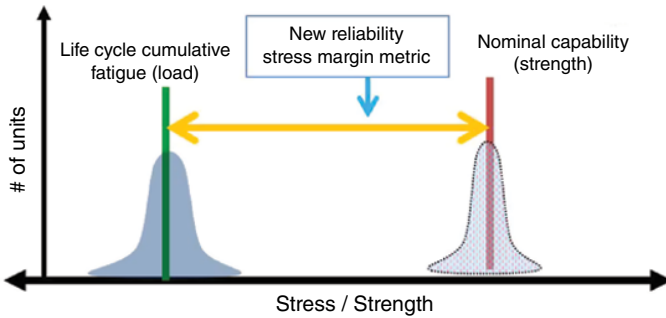 Life cycle cumulative
fatigue (load)
New reliability
stress margin metric
Nominal capability
(strength)
# of units
Stress / Strength